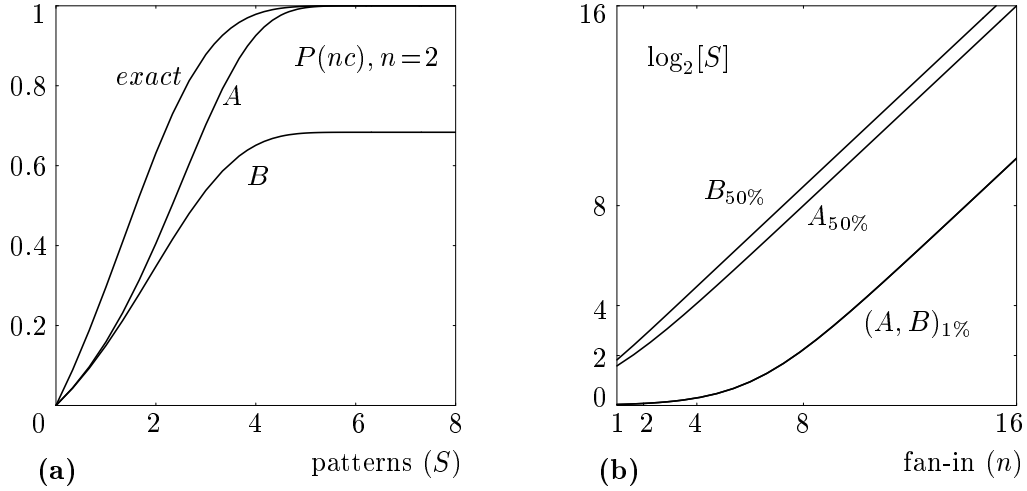 1
0.8
0.6
0.4
0.2
0
2
4
6
8
P(nc), n=2
exact
A
B
(a)
patterns (S)
16
8
4
2
0
1
2
4
8
16
log₂[S]
B₅₀%
A₅₀%
(A, B)₁%
(b)
fan-in (n)